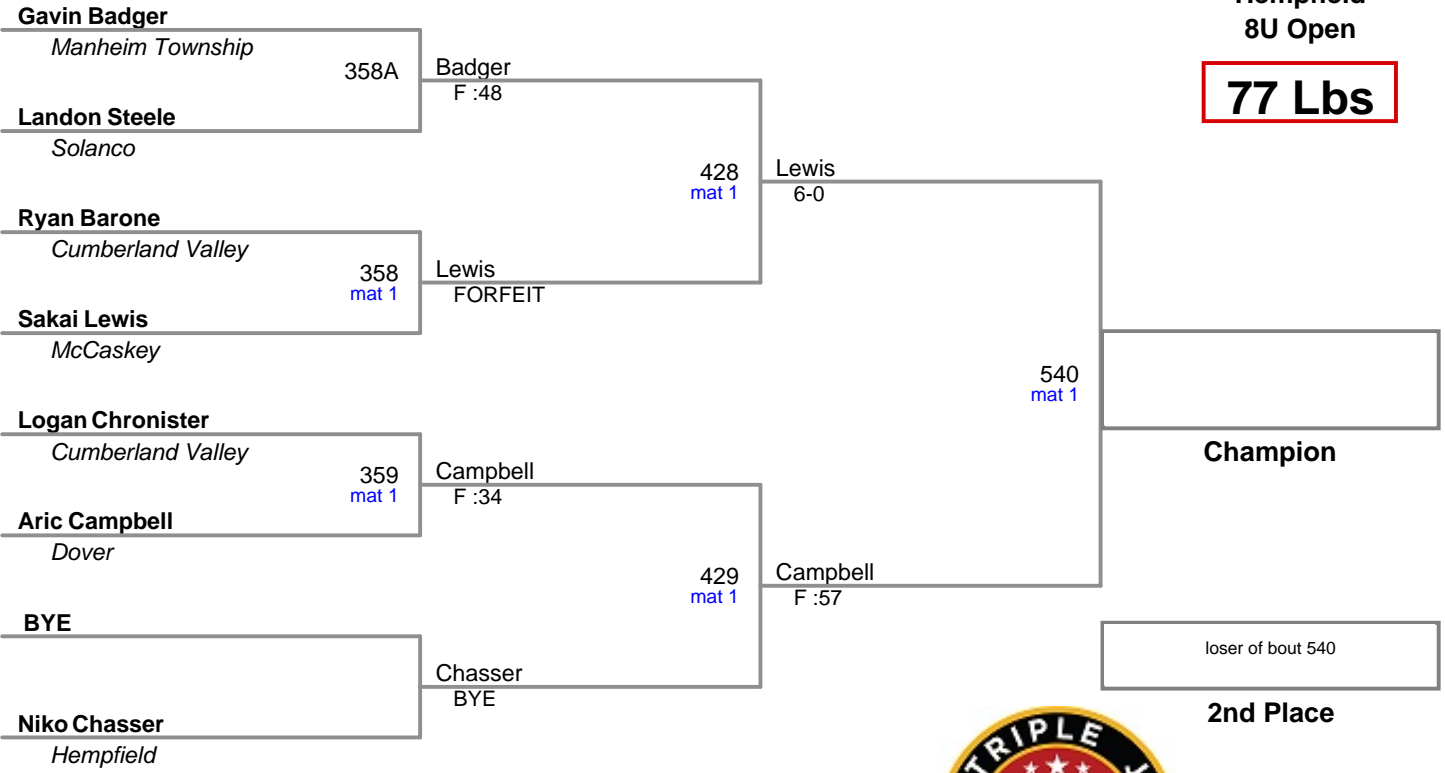 Hempfield
8U Open
77 Lbs
Gavin Badger
Manheim Township
358A
Badger
F :48
Landon Steele
Solanco
428
mat 1
Lewis
6-0
Ryan Barone
Cumberland Valley
358
mat 1
Lewis
FORFEIT
Sakai Lewis
McCaskey
540
mat 1
Champion
Logan Chronister
Cumberland Valley
359
mat 1
Campbell
F :34
Aric Campbell
Dover
429
mat 1
Campbell
F :57
BYE
Chasser
BYE
loser of bout 540
2nd Place
Niko Chasser
Hempfield
TRIPLE